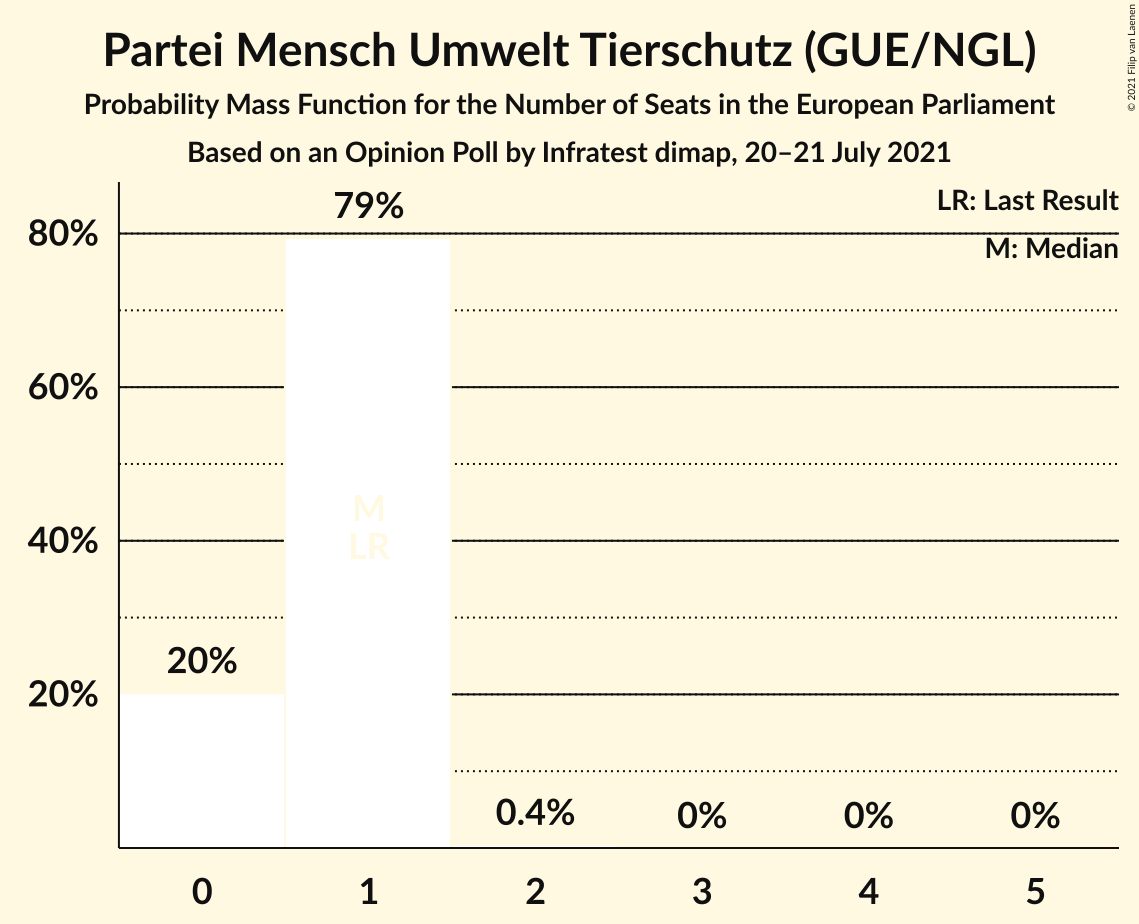 Partei Mensch Umwelt Tierschutz (GUE/NGL)
Probability Mass Function for the Number of Seats in the European Parliament
Based on an Opinion Poll by Infratest dimap, 20–21 July 2021
© 2021 Filip van Laenen
LR: Last Result
M: Median
79%
80%
60%
M
40%
LR
20%
20%
0.4%
0%
0%
0%
0
1
2
3
4
5